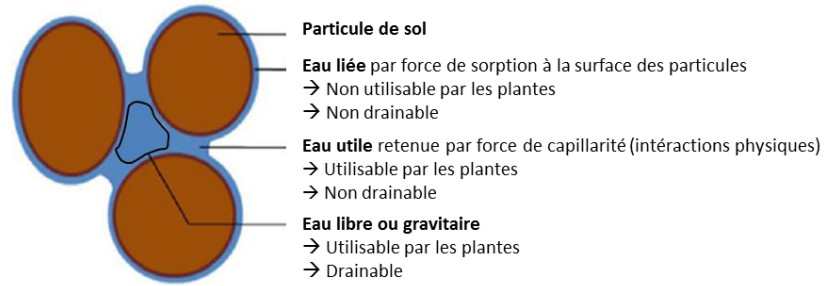 Particule de sol
Eau liée par force de sorption à la surface des particules
→ Non utilisable par les plantes
→ Non drainable
Eau utile retenue par force de capillarité (intéractions physiques)
→ Utilisable par les plantes
→ Non drainable
Eau libre ou gravitaire
→ Utilisable par les plantes
→ Drainable